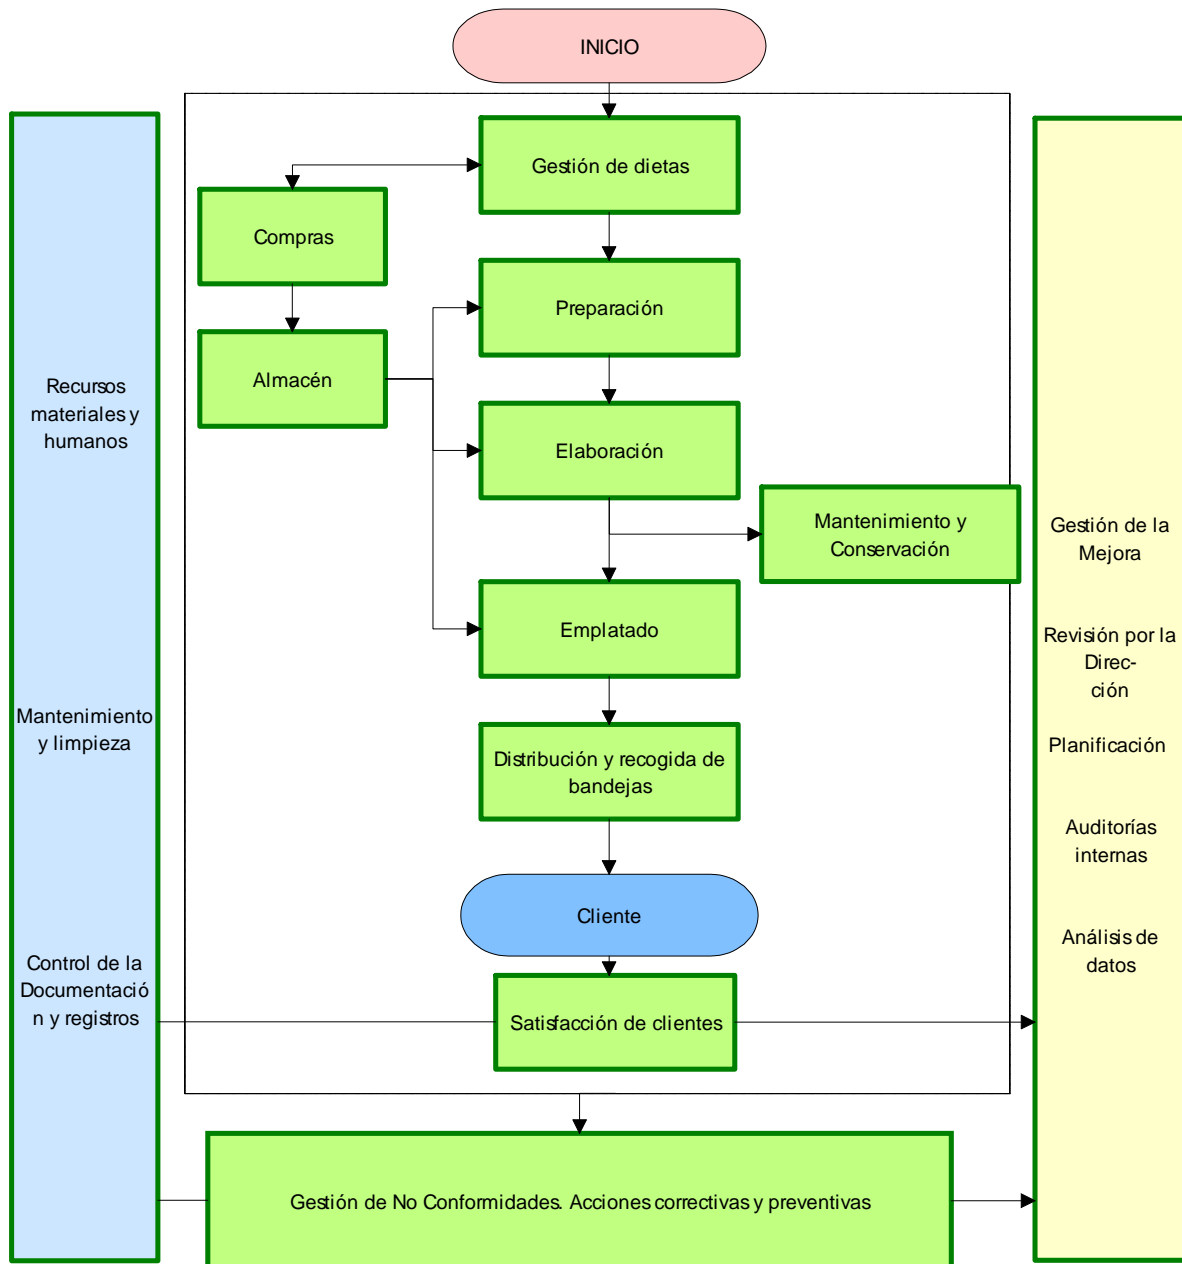 INICIO
Gestión de dietas
Compras
Preparación
Almacén
Elaboración
Mantenimiento y
Conservación
Emplatado
Distribución y recogida de
bandejas
Cliente
Satisfacción de clientes
Gestión de No Conformidades. Acciones correctivas y preventivas
Recursos
materiales y
humanos
Mantenimiento
y limpieza
Control de la
Documentació
n y registros
Gestión de la
Mejora
Revisión por la
Direc-
ción
Planificación
Auditorías
internas
Análisis de
datos